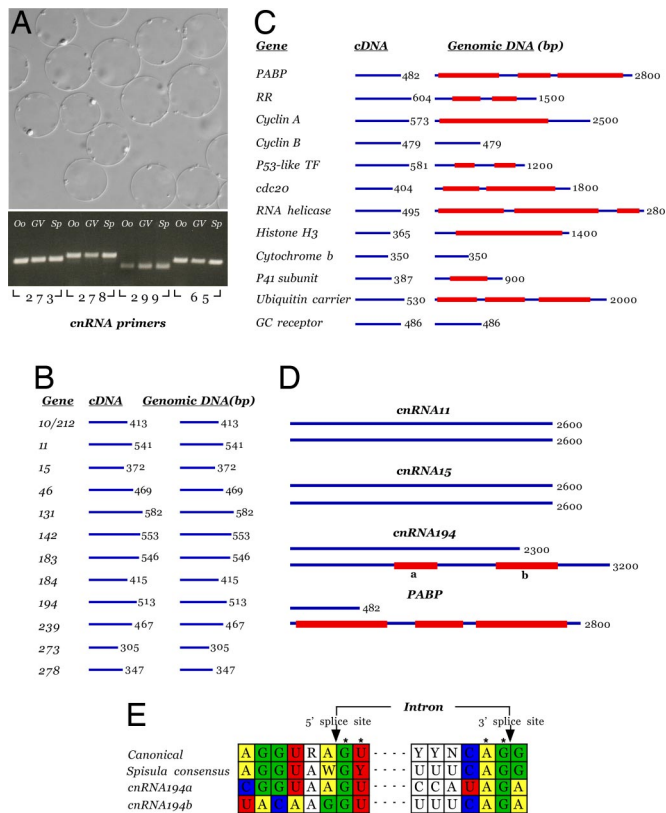 A
Oo GV Sp Oo GV Sp Oo GV Sp Oo GV Sp
273 278 299 65
cnRNA primers
B
Gene cDNA Genomic DNA(bp)
10/212 413 413
11 541 541
15 372 372
46 469 469
131 582 582
142 553 553
183 546 546
184 415 415
194 513 513
239 467 467
273 305 305
278 347 347
C
Gene cDNA Genomic DNA (bp)
PABP 482 2800
RR 604 1500
Cyclin A 573 2500
Cyclin B 479 479
P53-like TF 581 1200
cdc20 404 1800
RNA helicase 495 280
Histone H3 365 1400
Cytochrome b 350 350
P41 subunit 387 900
Ubiquitin carrier 530 2000
GC receptor 486 486
D
cnRNA11
2600
2600
cnRNA15
2600
2600
cnRNA194
2300
3200
a b
PABP
482
2800
E
Intron
5' splice site 3' splice site
* * * *
Canonical A G G U R A G U - - - - Y Y N C A G G
Spisula consensus A G G U A W G Y - - - - U U U C A G G
cnRNA194a C G G U A A G U - - - - C C A U A G A
cnRNA194b U A C A A G G U - - - - U U U C A G A